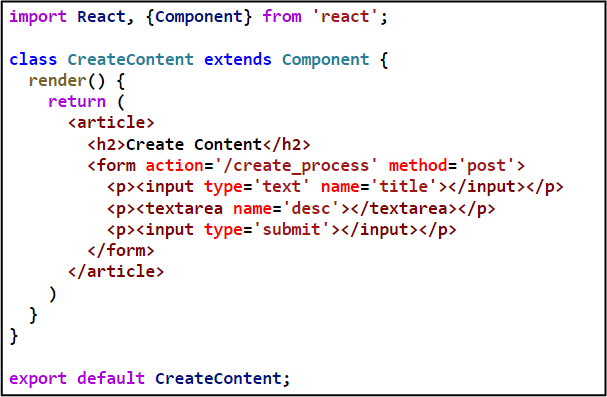 import React, {Component} from 'react';

class CreateContent extends Component {
  render() {
    return (
      <article>
        <h2>Create Content</h2>
        <form action='/create_process' method='post'>
          <p><input type='text' name='title'></input></p>
          <p><textarea name='desc'></textarea></p>
          <p><input type='submit'></input></p>
        </form>
      </article>
    )
  }
}

export default CreateContent;